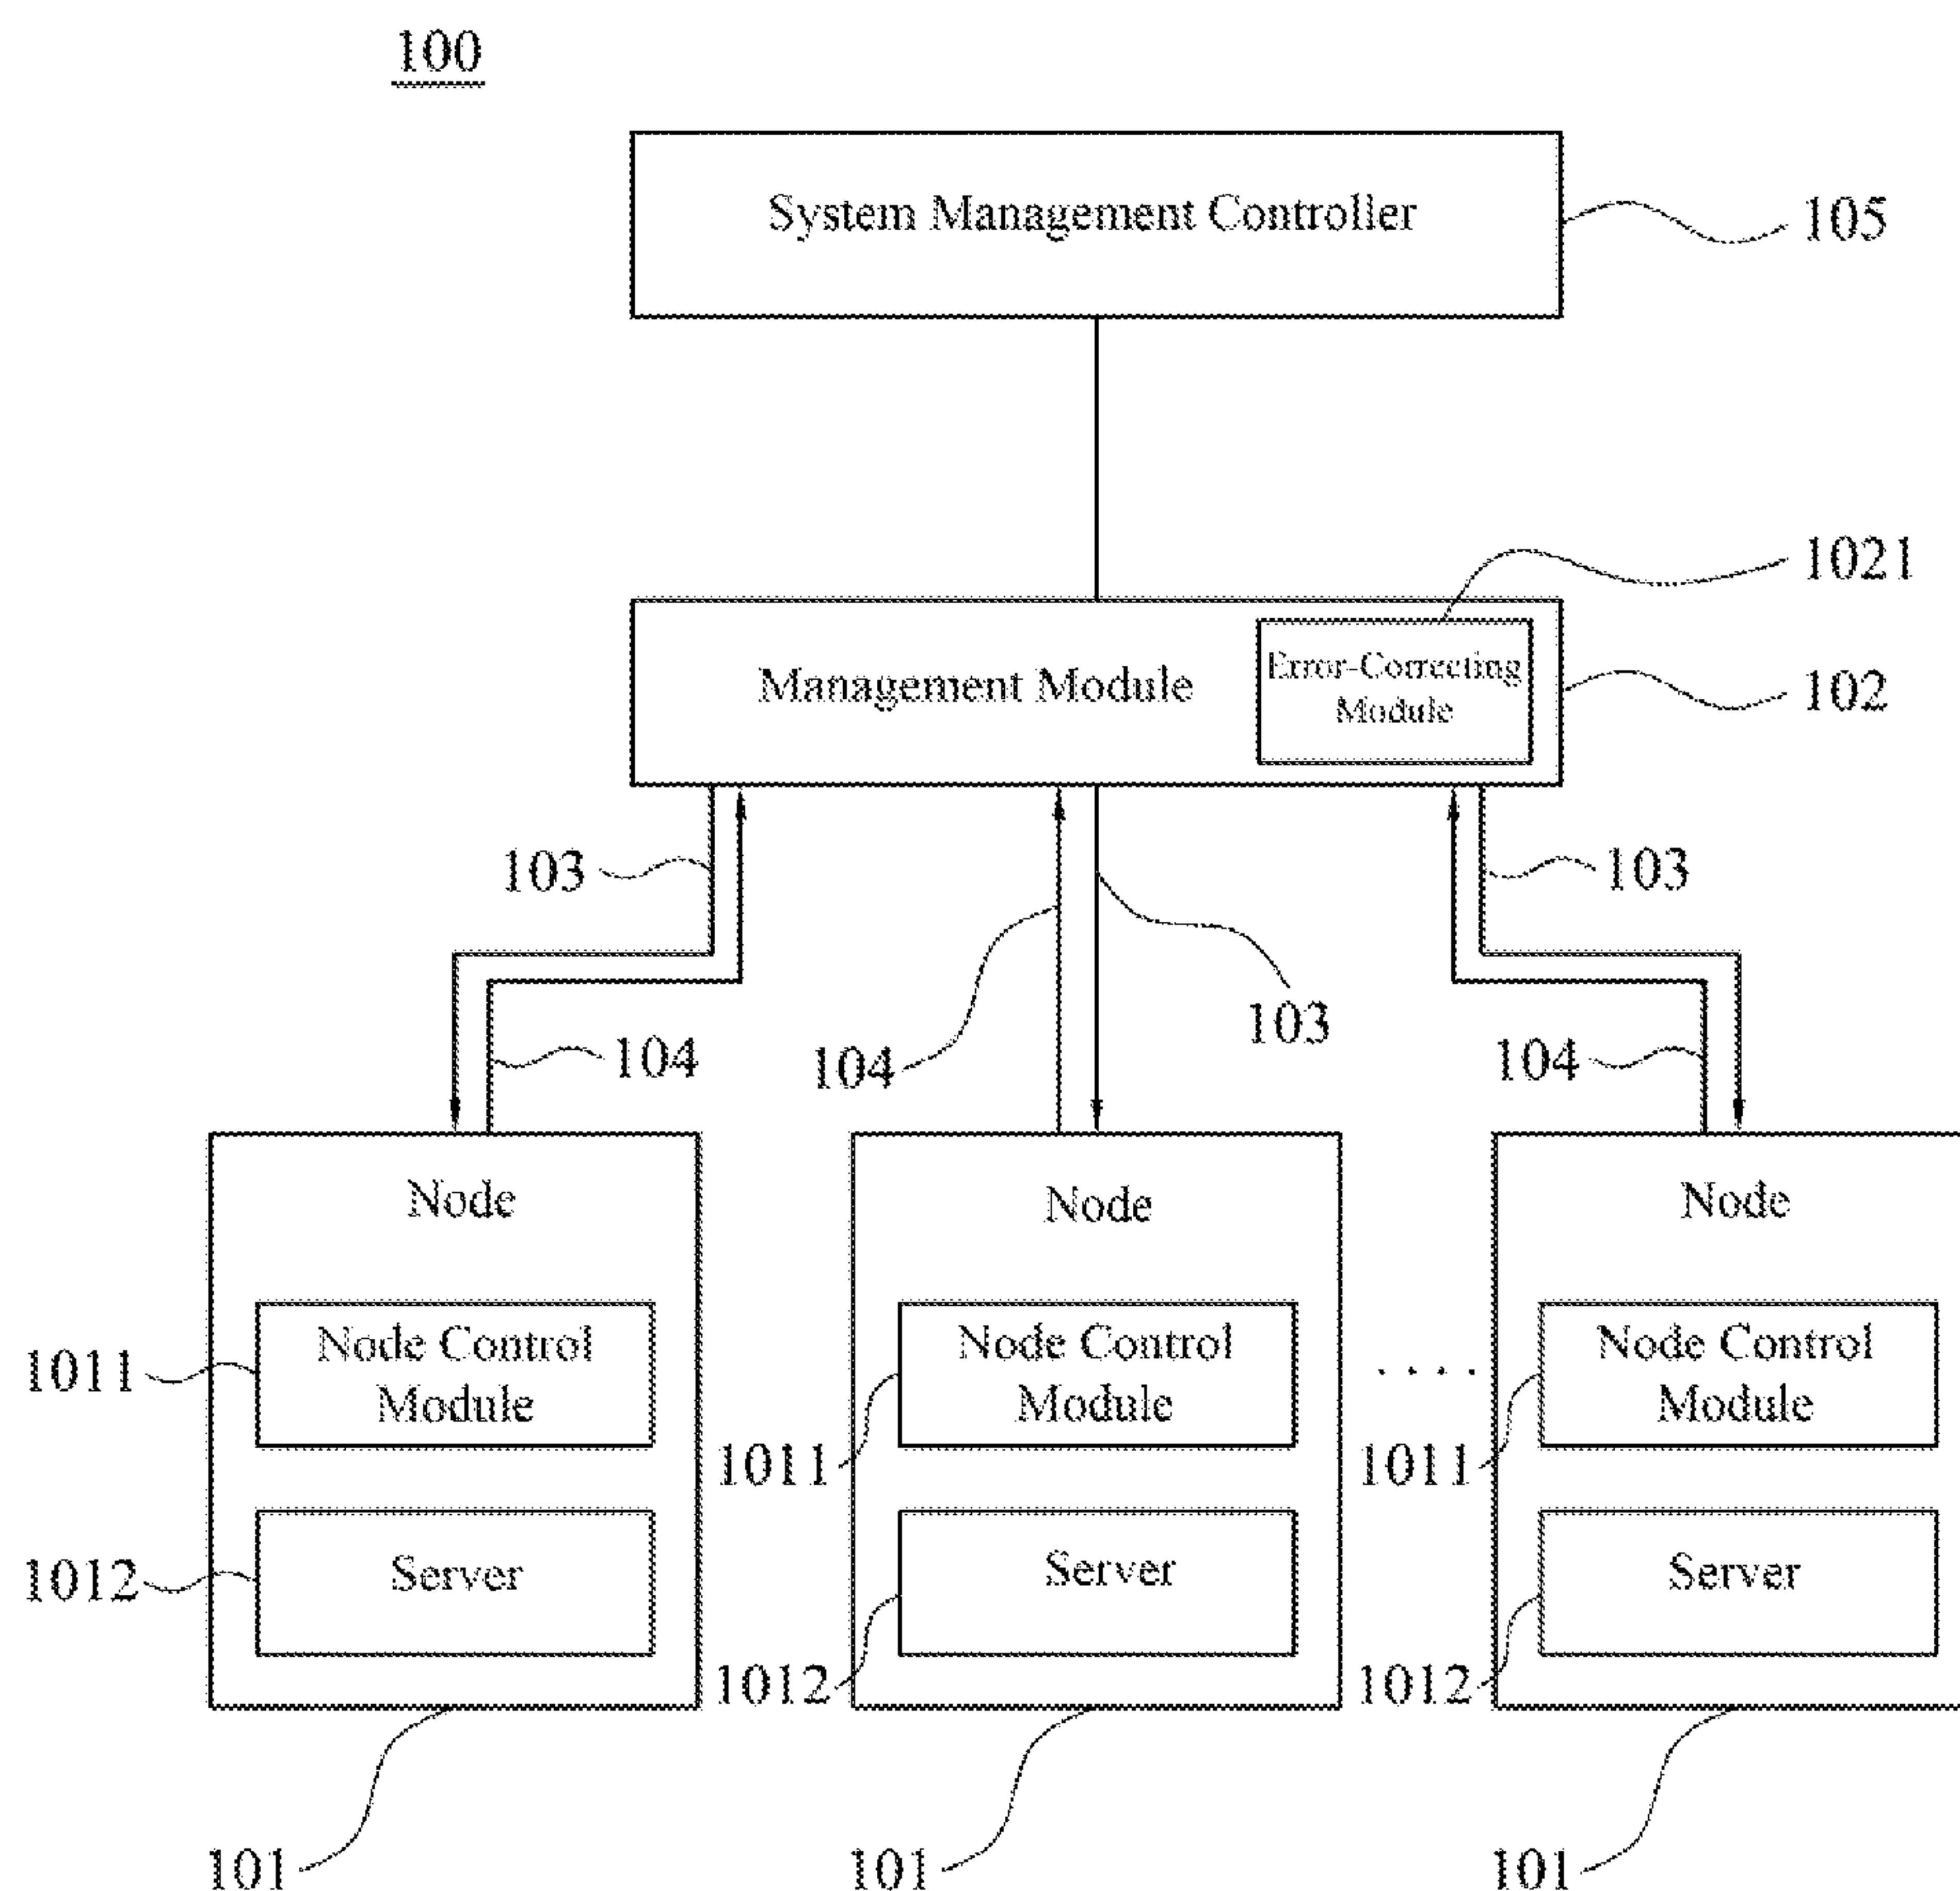 100
System Management Controller
105
1021
Error-Correcting
Module
Management Module
102
103
103
103
104
104
104
Node
Node
Node
Node Control
Module
Node Control
Module
Node Control
Module
1011
1011
1011
. . . .
Server
Server
Server
1012
1012
1012
101
101
101